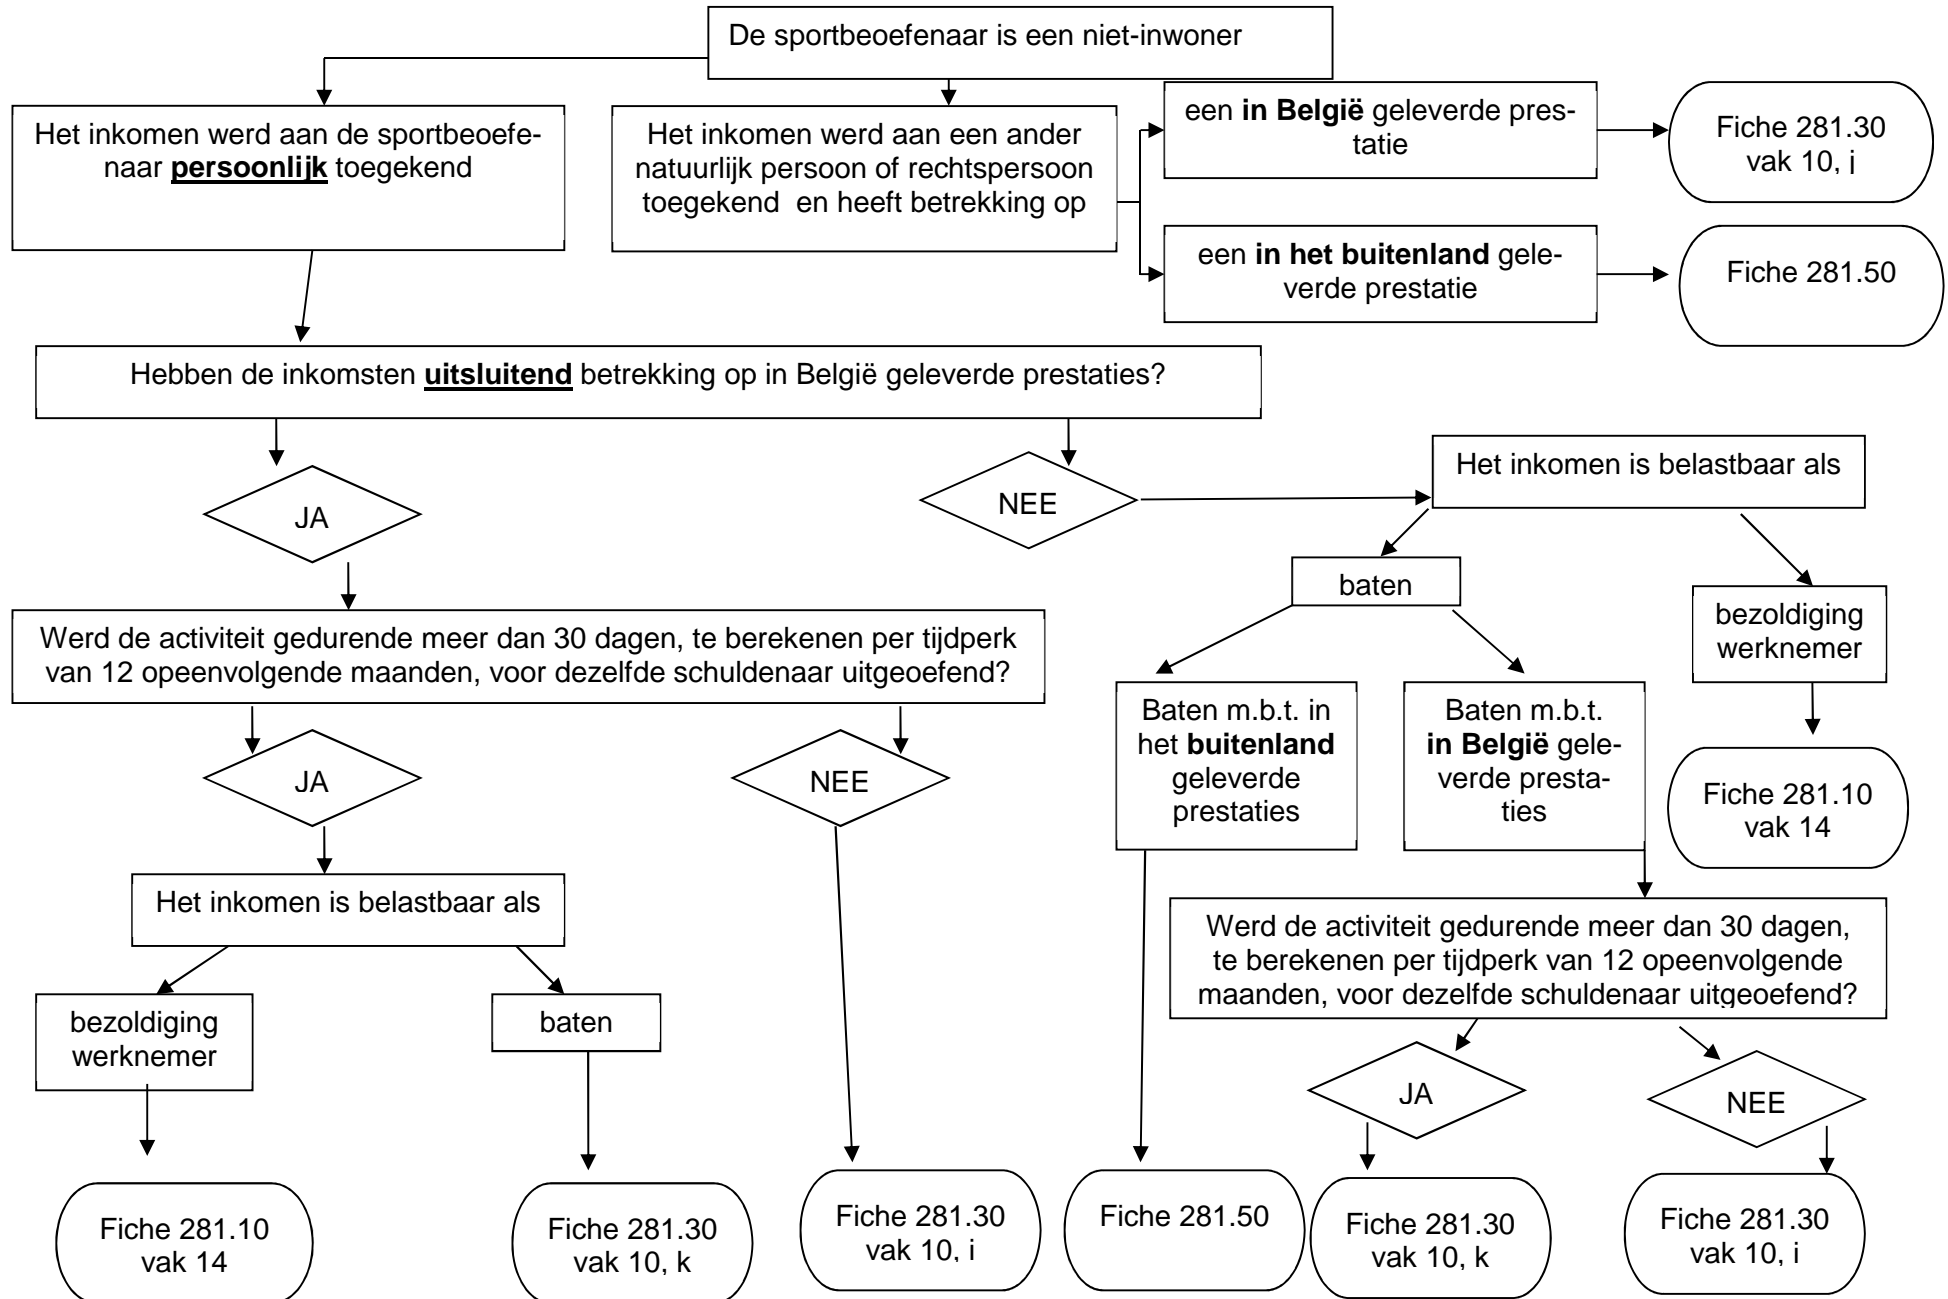 De sportbeoefenaar is een niet-inwoner
Het inkomen werd aan de sportbeoefe-
naar persoonlijk toegekend
Het inkomen werd aan een ander
natuurlijk persoon of rechtspersoon
toegekend en heeft betrekking op
een in België geleverde pres-
tatie
Fiche 281.30
vak 10, j
een in het buitenland gele-
verde prestatie
Fiche 281.50
Hebben de inkomsten uitsluitend betrekking op in België geleverde prestaties?
JA
NEE
Het inkomen is belastbaar als
baten
bezoldiging
werknemer
Werd de activiteit gedurende meer dan 30 dagen, te berekenen per tijdperk
van 12 opeenvolgende maanden, voor dezelfde schuldenaar uitgeoefend?
JA
NEE
Baten m.b.t. in
het buitenland
geleverde
prestaties
Baten m.b.t.
in België gele-
verde presta-
ties
Fiche 281.10
vak 14
Het inkomen is belastbaar als
Werd de activiteit gedurende meer dan 30 dagen,
te berekenen per tijdperk van 12 opeenvolgende
maanden, voor dezelfde schuldenaar uitgeoefend?
bezoldiging
werknemer
baten
JA
NEE
Fiche 281.10
vak 14
Fiche 281.30
vak 10, k
Fiche 281.30
vak 10, i
Fiche 281.50
Fiche 281.30
vak 10, k
Fiche 281.30
vak 10, i